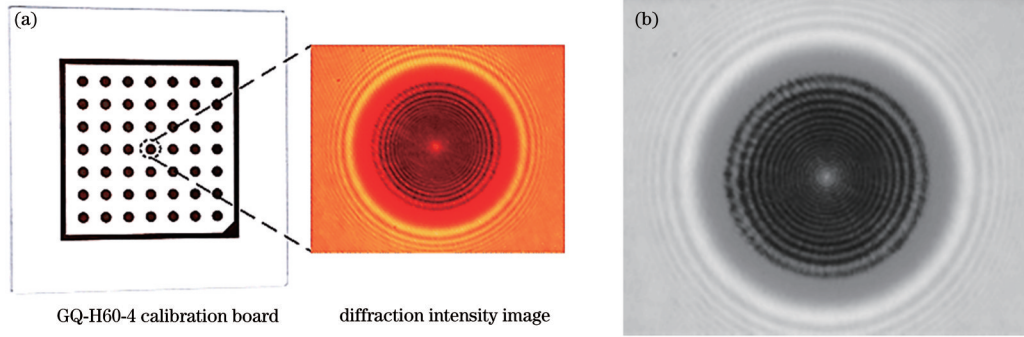 (a)
(b)
GQ-H60-4 calibration board
diffraction intensity image